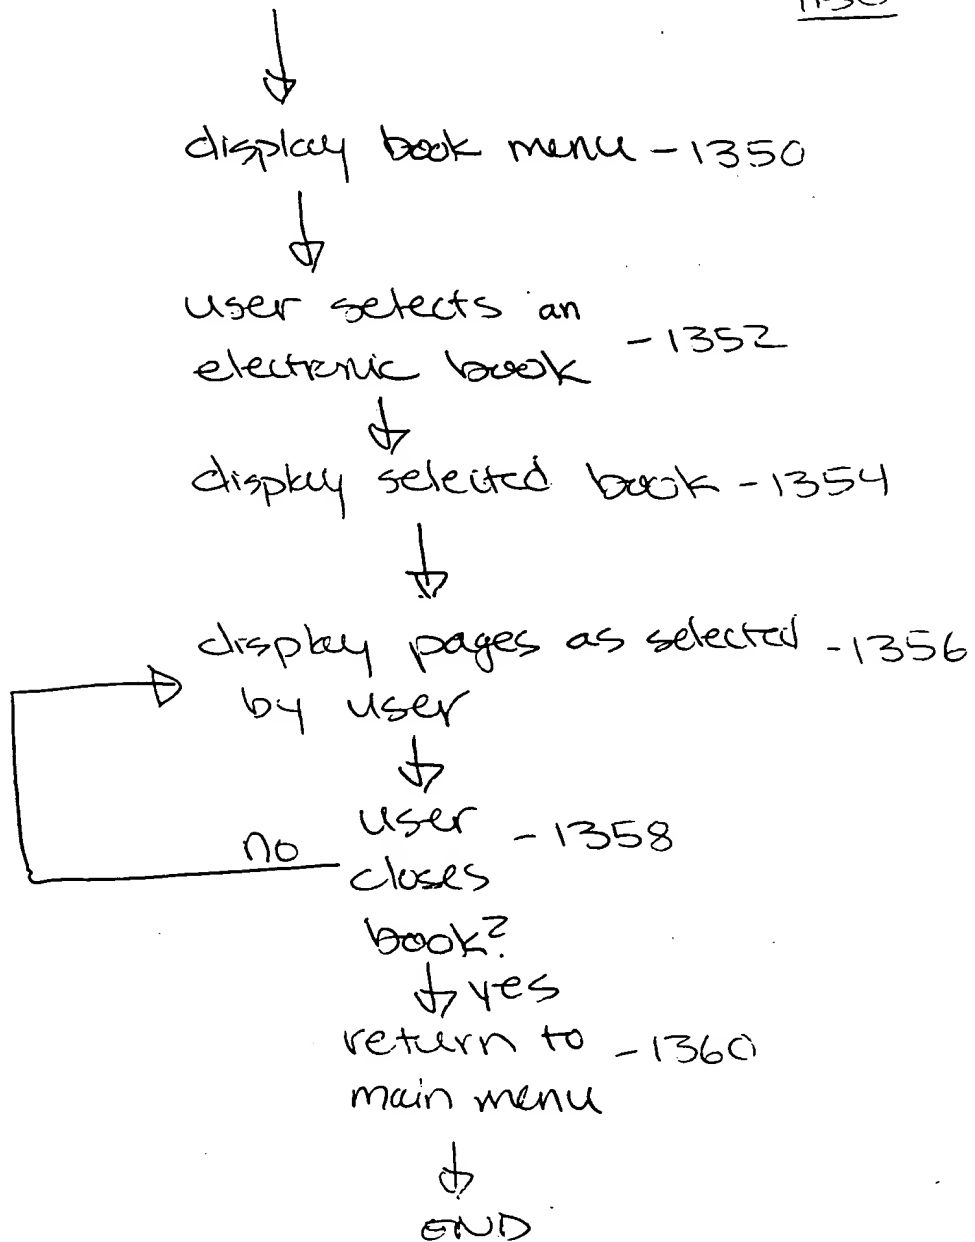 display book menu - 1350
user selects an
electronic book - 1352
display selected book - 1354
display pages as selected - 1356
by user
user - 1358
no
closes
book?
yes
return to - 1360
main menu
END